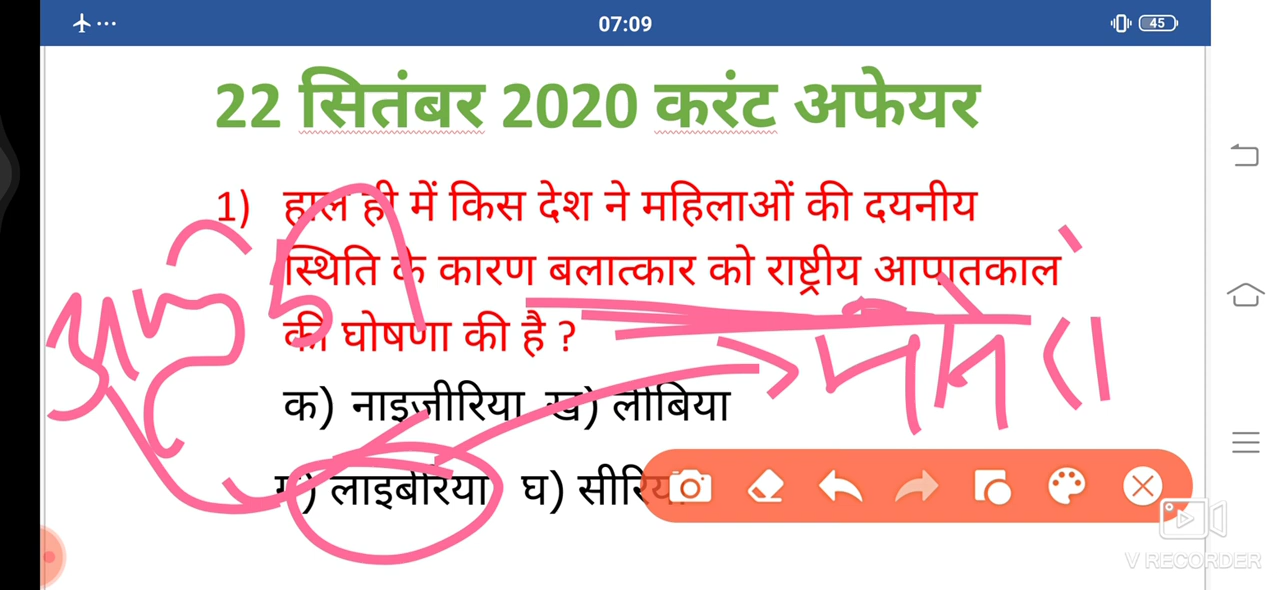 07:09
45
22 सितंबर 2020 करंट अफेयर
1) हाल ही में किस देश ने महिलाओं की दयनीय
स्थिति के कारण बलात्कार को राष्ट्रीय आपातकाल
की घोषणा की है ?
क) नाइजीरिया ख) लीबिया
ग) लाइबेरिया घ) सीरिया
V RECORDER